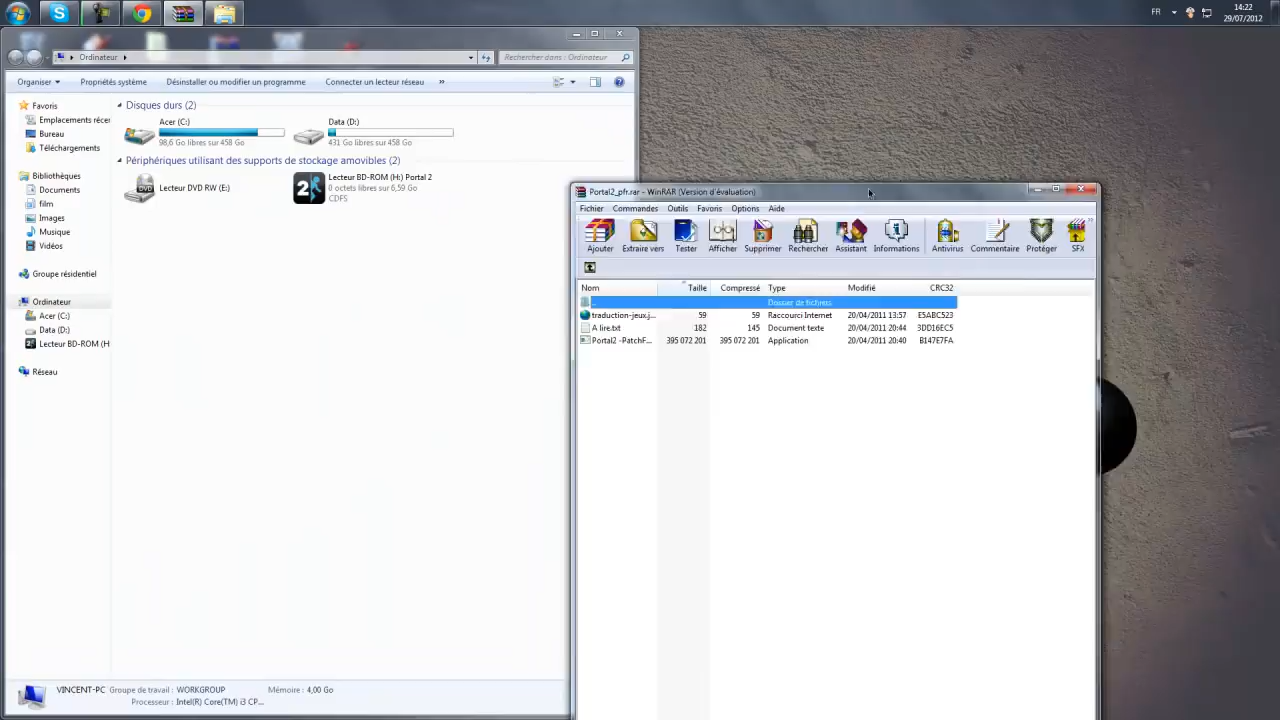 FR
14:22
29/07/2012
Ordinateur
Rechercher dans : Ordinateur
Organiser
Propriétés système
Désinstaller ou modifier un programme
Connecter un lecteur réseau
»
Favoris
Emplacements récer
Bureau
Téléchargements
Bibliothèques
Documents
film
Images
Musique
Vidéos
Groupe résidentiel
Ordinateur
Acer (C:)
Data (D:)
Lecteur BD-ROM (H
Réseau
Disques durs (2)
Acer (C:)
98,6 Go libres sur 458 Go
Data (D:)
431 Go libres sur 458 Go
Périphériques utilisant des supports de stockage amovibles (2)
DVD
Lecteur DVD RW (E:)
2
Lecteur BD-ROM (H:) Portal 2
0 octets libres sur 6,59 Go
CDFS
VINCENT-PC Groupe de travail : WORKGROUP Mémoire : 4,00 Go
Processeur : Intel(R) Core(TM) i3 CP...
Portal2_pfr.rar - WinRAR (Version d'évaluation)
Fichier Commandes Outils Favoris Options Aide
Ajouter Extraire vers Tester Afficher Supprimer Rechercher Assistant Informations Antivirus Commentaire Protéger SFX »
Nom Taille Compressé Type Modifié CRC32
.. Dossier de fichiers
traduction-jeux.j... 59 59 Raccourci Internet 20/04/2011 13:57 E5ABC523
A lire.txt 182 145 Document texte 20/04/2011 20:44 3DD16EC5
Portal2 -PatchF... 395 072 201 395 072 201 Application 20/04/2011 20:40 B147E7FA